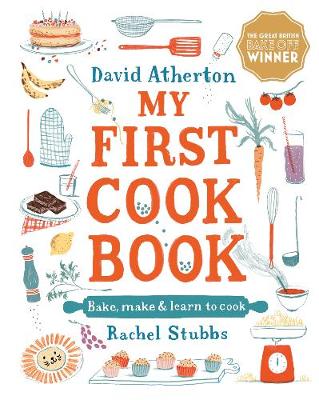 THE GREAT BRITISH
BAKE OFF
WINNER
David Atherton
MY
FIRST
COOK
BOOK
Bake, make & learn to cook
Rachel Stubbs